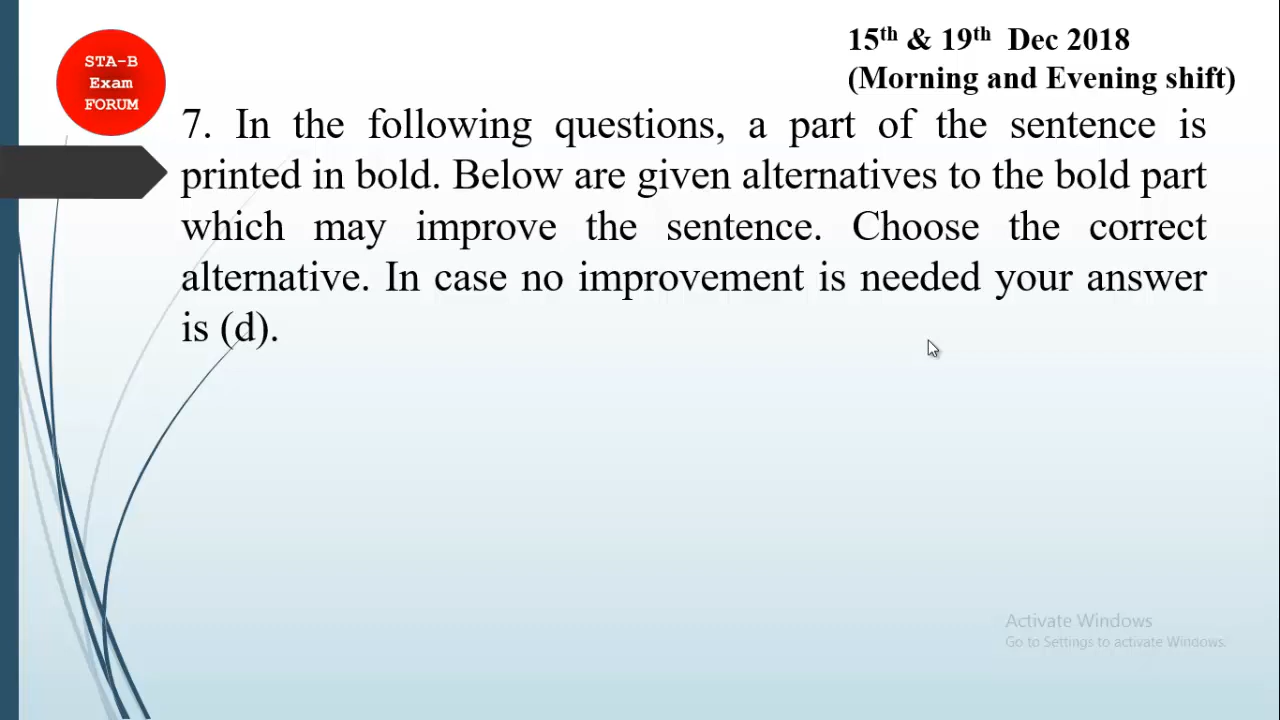 15th & 19th Dec 2018
(Morning and Evening shift)
STA-B
Exam
FORUM
7. In the following questions, a part of the sentence is
printed in bold. Below are given alternatives to the bold part
which may improve the sentence. Choose the correct
alternative. In case no improvement is needed your answer
is (d).
Activate Windows
Go to Settings to activate Windows.